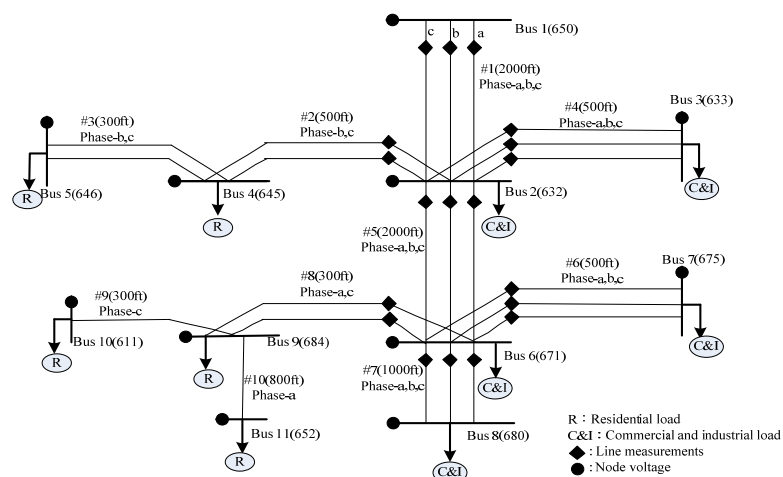 c b a
Bus 1(650)
#1(2000ft)
Phase-a,b,c
#3(300ft)
Phase-b,c
#2(500ft)
Phase-b,c
#4(500ft)
Phase-a,b,c
Bus 3(633)
R
Bus 5(646)
Bus 4(645)
R
Bus 2(632)
C&I
C&I
#5(2000ft)
Phase-a,b,c
#9(300ft)
Phase-c
#8(300ft)
Phase-a,c
#6(500ft)
Phase-a,b,c
Bus 7(675)
R
Bus 10(611)
Bus 9(684)
R
#10(800ft)
Phase-a
#7(1000ft)
Phase-a,b,c
Bus 6(671)
C&I
C&I
Bus 11(652)
R
Bus 8(680)
C&I
R : Residential load
C&I : Commercial and industrial load
: Line measurements
: Node voltage